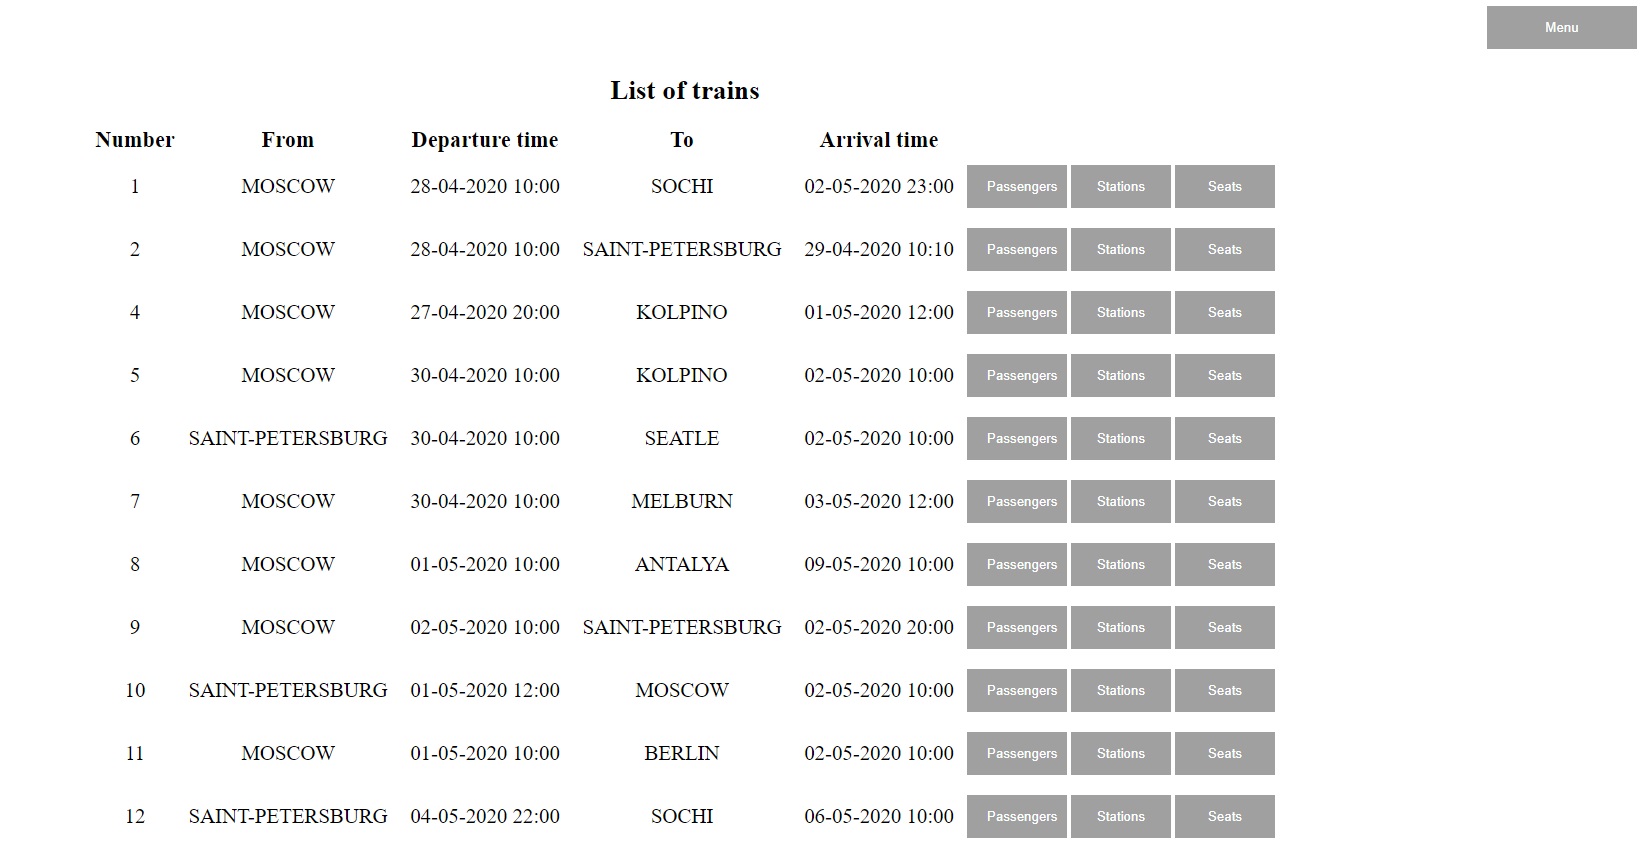 Menu
List of trains
Number From Departure time To Arrival time
1 MOSCOW 28-04-2020 10:00 SOCHI 02-05-2020 23:00 Passengers Stations Seats
2 MOSCOW 28-04-2020 10:00 SAINT-PETERSBURG 29-04-2020 10:10 Passengers Stations Seats
4 MOSCOW 27-04-2020 20:00 KOLPINO 01-05-2020 12:00 Passengers Stations Seats
5 MOSCOW 30-04-2020 10:00 KOLPINO 02-05-2020 10:00 Passengers Stations Seats
6 SAINT-PETERSBURG 30-04-2020 10:00 SEATLE 02-05-2020 10:00 Passengers Stations Seats
7 MOSCOW 30-04-2020 10:00 MELBURN 03-05-2020 12:00 Passengers Stations Seats
8 MOSCOW 01-05-2020 10:00 ANTALYA 09-05-2020 10:00 Passengers Stations Seats
9 MOSCOW 02-05-2020 10:00 SAINT-PETERSBURG 02-05-2020 20:00 Passengers Stations Seats
10 SAINT-PETERSBURG 01-05-2020 12:00 MOSCOW 02-05-2020 10:00 Passengers Stations Seats
11 MOSCOW 01-05-2020 10:00 BERLIN 02-05-2020 10:00 Passengers Stations Seats
12 SAINT-PETERSBURG 04-05-2020 22:00 SOCHI 06-05-2020 10:00 Passengers Stations Seats